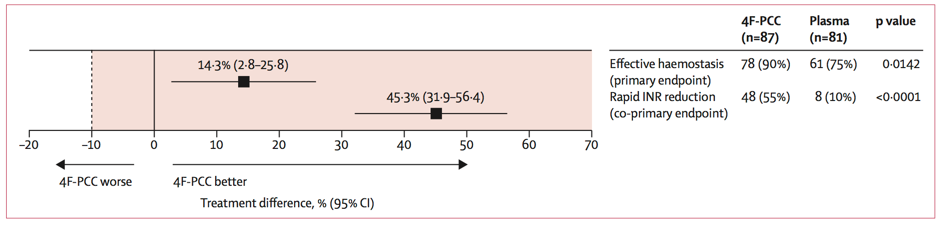 4F-PCC Plasma p value
(n=87) (n=81)
14·3% (2·8–25·8)
Effective haemostasis 78 (90%) 61 (75%) 0·0142
(primary endpoint)
45·3% (31·9–56·4)
Rapid INR reduction 48 (55%) 8 (10%) <0·0001
(co-primary endpoint)
–20 –10 0 10 20 30 40 50 60 70
4F-PCC worse 4F-PCC better
Treatment difference, % (95% CI)